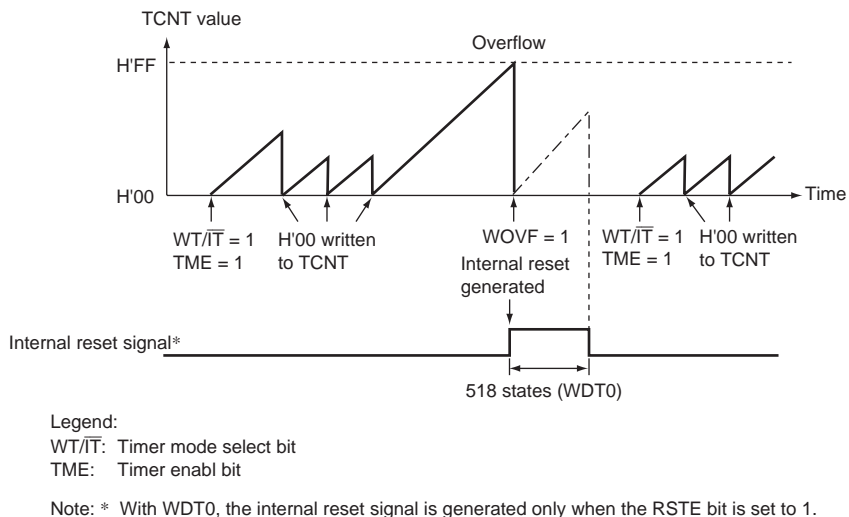 TCNT value
Overflow
H'FF
H'00
Time
WT/IT = 1
TME = 1
H'00 written
to TCNT
WOVF = 1
Internal reset
generated
WT/IT = 1
TME = 1
H'00 written
to TCNT
Internal reset signal*
518 states (WDT0)
Legend:
WT/IT: Timer mode select bit
TME: Timer enabl bit
Note: * With WDT0, the internal reset signal is generated only when the RSTE bit is set to 1.